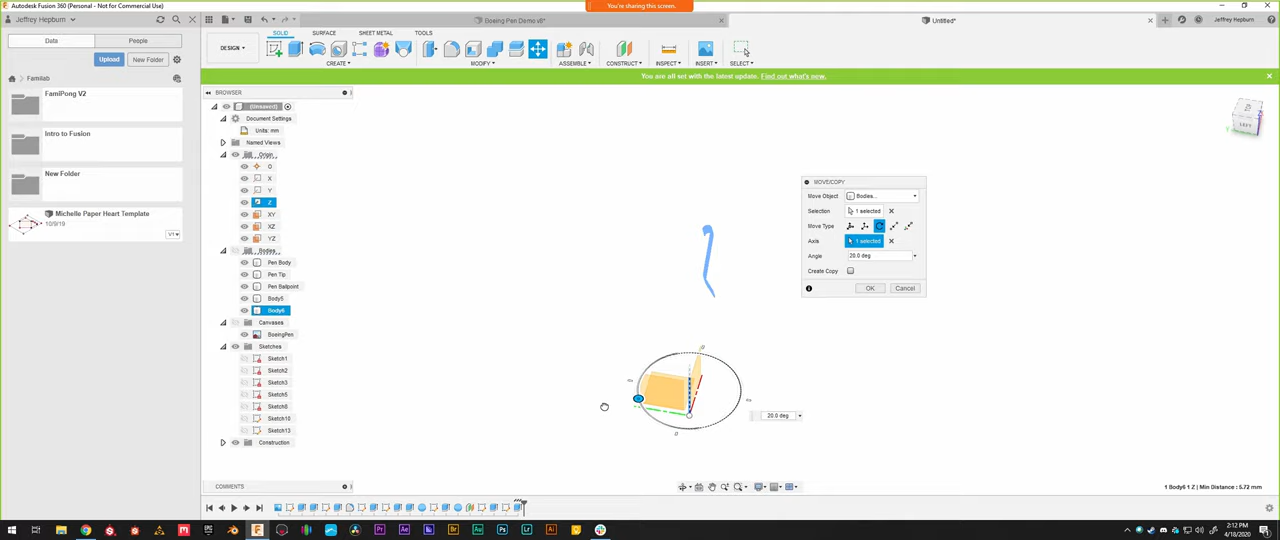 Autodesk Fusion 360 (Personal - Not for Commercial Use)
You're sharing this screen.
Jeffrey Hepburn
Boeing Pen Demo v6*
Untitled*
Jeffrey Hepburn
Data
People
Upload
New Folder
Familab
FamiPong V2
Intro to Fusion
New Folder
Michelle Paper Heart Template
10/9/19
V1
DESIGN
SOLID
SURFACE
SHEET METAL
TOOLS
CREATE
MODIFY
ASSEMBLE
CONSTRUCT
INSPECT
INSERT
SELECT
You are all set with the latest update. Find out what's new.
BROWSER
(Unsaved)
Document Settings
Units: mm
Named Views
Origin
O
X
Y
Z
XY
XZ
YZ
Bodies
Pen Body
Pen Tip
Pen Ballpoint
Body5
Body6
Canvases
BoeingPen
Sketches
Sketch1
Sketch2
Sketch3
Sketch5
Sketch8
Sketch10
Sketch13
Construction
LEFT
MOVE/COPY
Move Object
Bodies...
Selection
1 selected
Move Type
Axis
1 selected
Angle
20.0 deg
Create Copy
OK
Cancel
20.0 deg
COMMENTS
1 Body6 1 Z | Min Distance : 5.72 mm
2:12 PM
4/18/2020